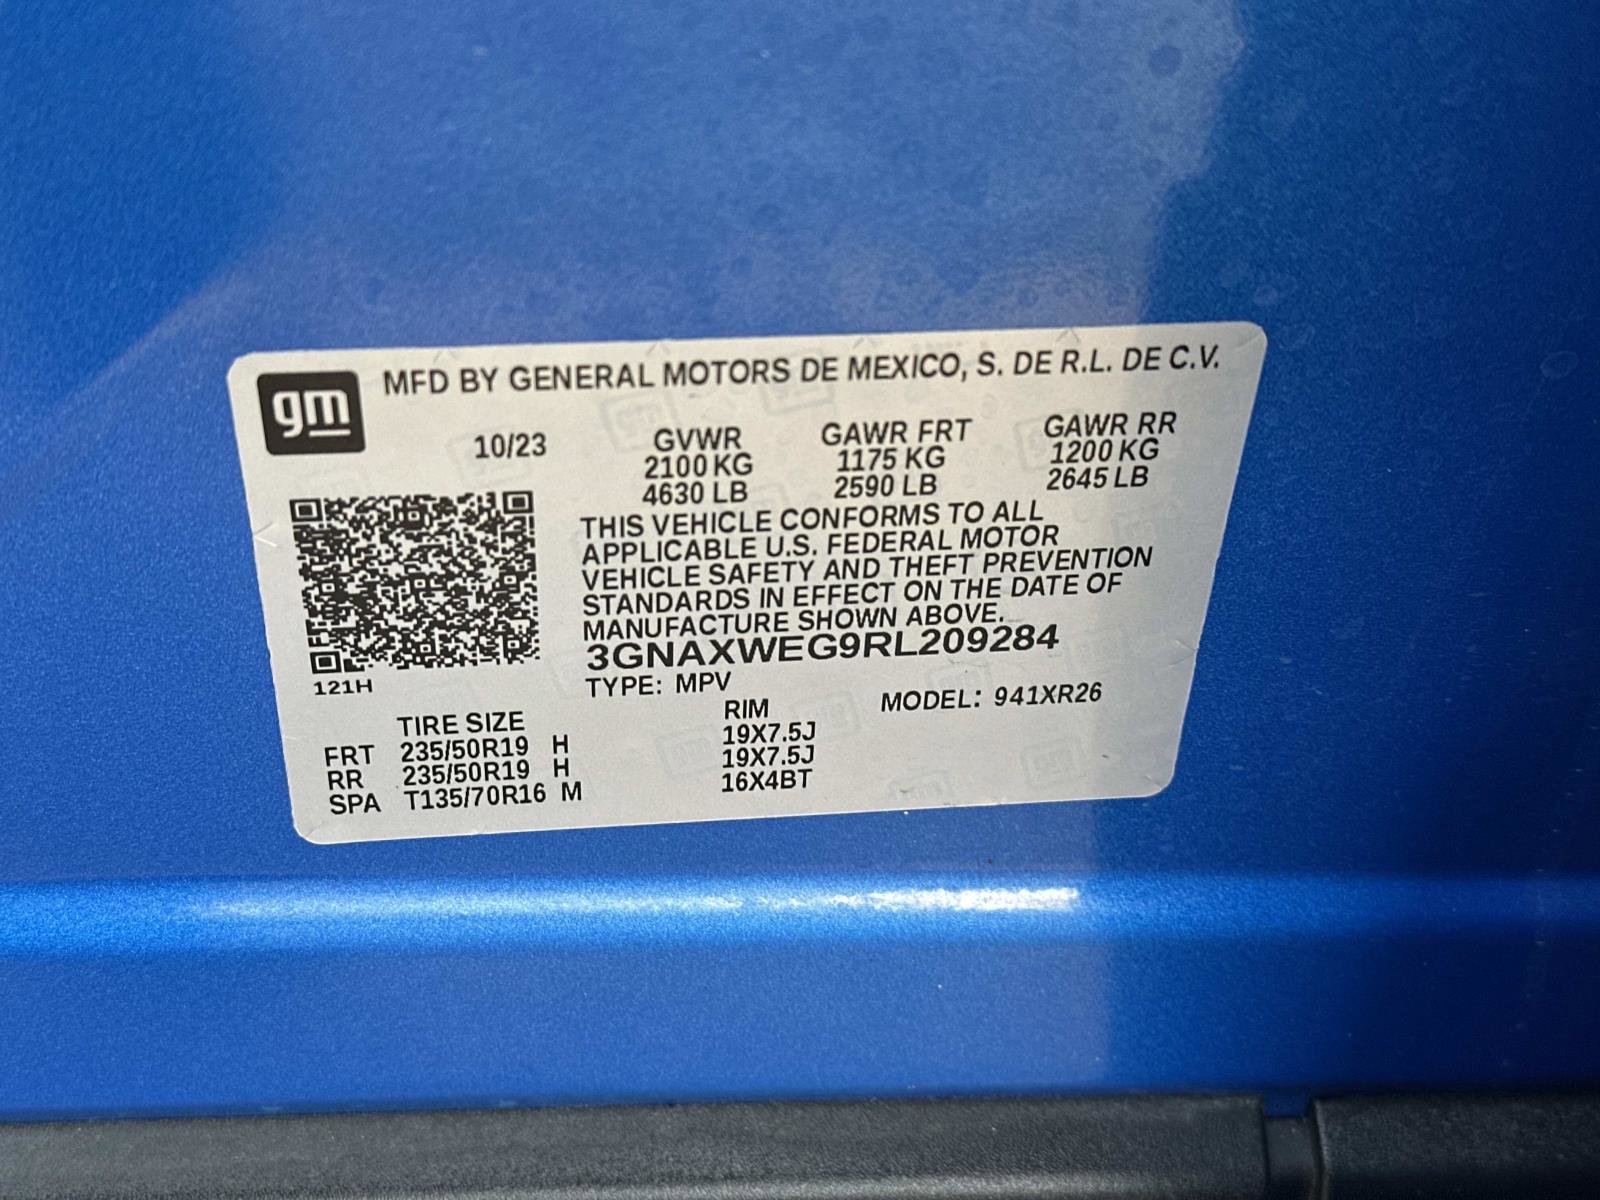 gm
MFD BY GENERAL MOTORS DE MEXICO, S. DE R.L. DE C.V.
10/23 GVWR GAWR FRT GAWR RR
2100 KG 1175 KG 1200 KG
4630 LB 2590 LB 2645 LB
THIS VEHICLE CONFORMS TO ALL
APPLICABLE U.S. FEDERAL MOTOR
VEHICLE SAFETY AND THEFT PREVENTION
STANDARDS IN EFFECT ON THE DATE OF
MANUFACTURE SHOWN ABOVE.
3GNAXWEG9RL209284
121H
TYPE: MPV MODEL: 941XR26
TIRE SIZE RIM
FRT 235/50R19 H 19X7.5J
RR 235/50R19 H 19X7.5J
SPA T135/70R16 M 16X4BT